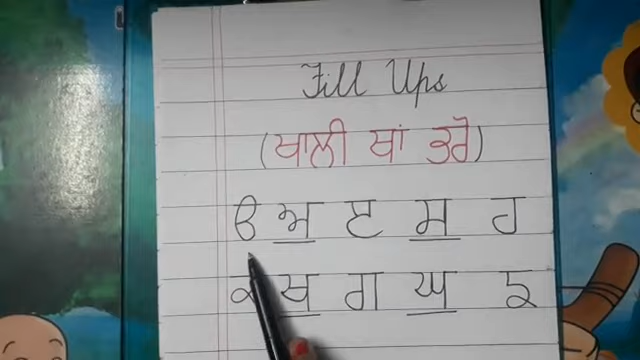 Fill Ups
(ਖਾਲੀ ਥਾਂ ਭਰੋ)
ੳ ਅ ੲ ਸ ਹ
ਕ ਖ ਗ ਘ ਙ